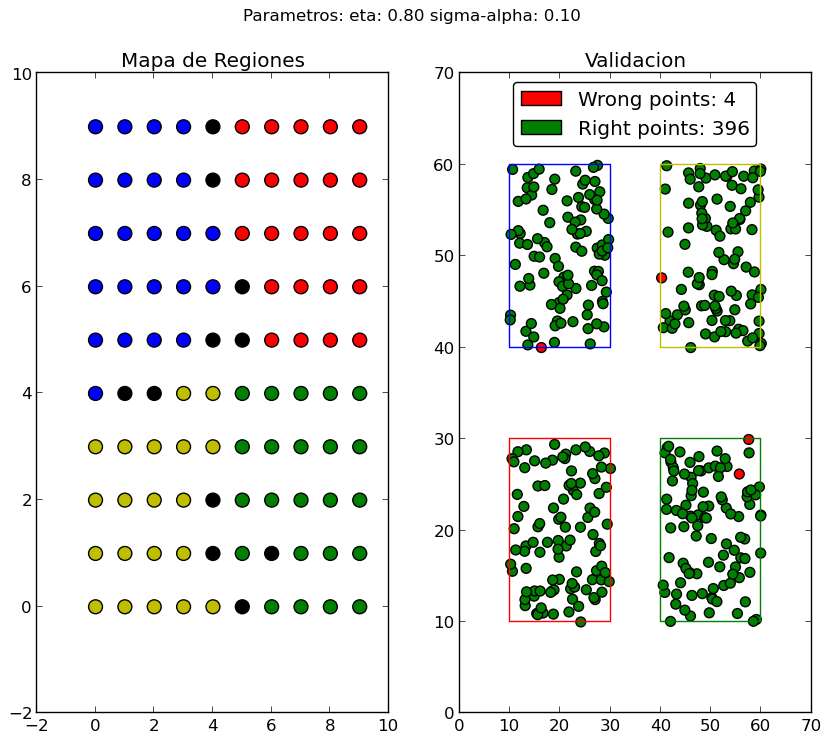 Parametros: eta: 0.80 sigma-alpha: 0.10
Mapa de Regiones
10
8
6
4
2
0
−2
−2 0 2 4 6 8 10
Validacion
Wrong points: 4
Right points: 396
70
60
50
40
30
20
10
0
0 10 20 30 40 50 60 70